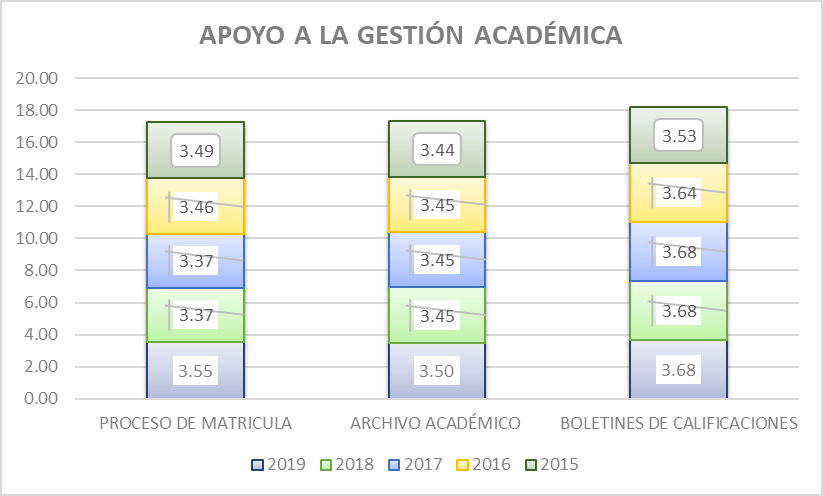 APOYO A LA GESTIÓN ACADÉMICA
20.00
18.00
16.00
14.00
12.00
10.00
8.00
6.00
4.00
2.00
0.00
3.49 3.44 3.53
3.46 3.45 3.64
3.37 3.45 3.68
3.37 3.45 3.68
3.55 3.50 3.68
PROCESO DE MATRICULA ARCHIVO ACADÉMICO BOLETINES DE CALIFICACIONES
2019 2018 2017 2016 2015